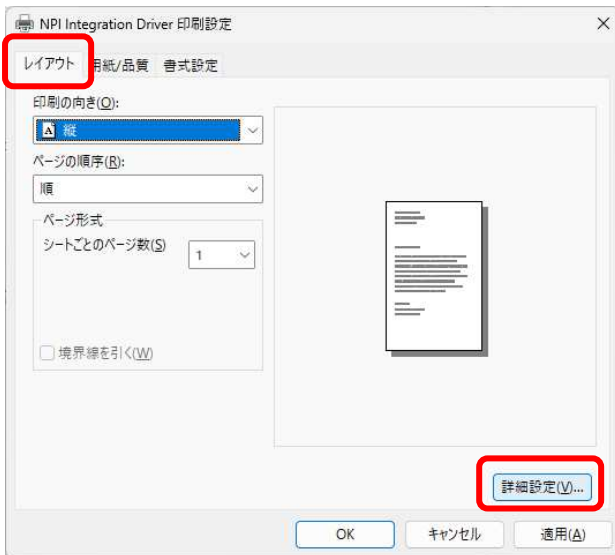 NPI Integration Driver 印刷設定
レイアウト 用紙/品質 書式設定
印刷の向き(O):
縦
ページの順序(R):
順
ページ形式
シートごとのページ数(S) 1
境界線を引く(W)
詳細設定(V)...
OK キャンセル 適用(A)